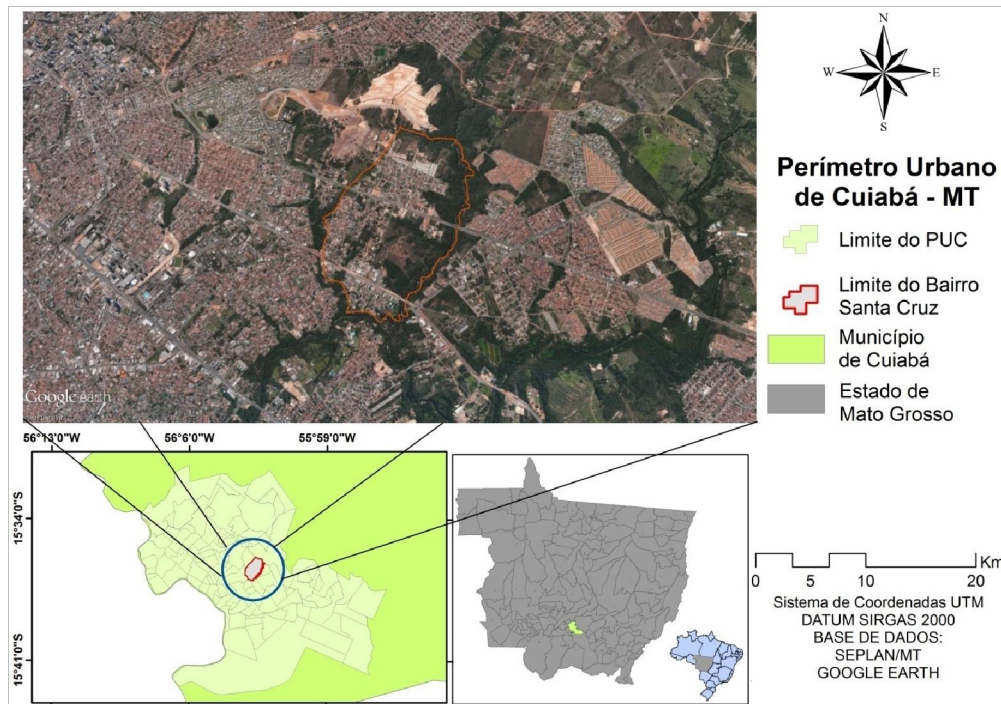 N
W E
S
Perímetro Urbano
de Cuiabá - MT
Limite do PUC
Limite do Bairro
Santa Cruz
Município
de Cuiabá
Estado de
Mato Grosso
Google earth
56°13'0"W 56°6'0"W 55°59'0"W
15°34'0"S
15°41'0"S
0 5 10 20 Km
Sistema de Coordenadas UTM
DATUM SIRGAS 2000
BASE DE DADOS:
SEPLAN/MT
GOOGLE EARTH